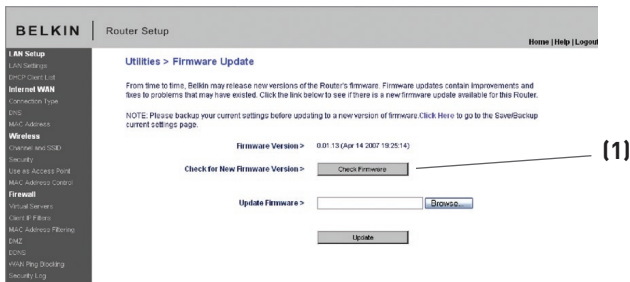 BELKIN
Router Setup
Home | Help | Logout
LAN Setup
LAN Settings
DHCP Client List
Internet WAN
Connection Type
DNS
MAC Address
Wireless
Channel and SSID
Security
Use as Access Point
MAC Address Control
Firewall
Virtual Servers
Client IP Filters
MAC Address Filtering
DMZ
DDNS
WAN Ping Blocking
Security Log
Utilities > Firmware Update
From time to time, Belkin may release new versions of the Router's firmware. Firmware updates contain improvements and
fixes to problems that may have existed. Click the link below to see if there is a new firmware update available for this Router.
NOTE: Please backup your current settings before updating to a new version of firmware.Click Here to go to the Save/Backup
current settings page.
Firmware Version > 0.01.13 (Apr 14 2007 19:25:14)
Check for New Firmware Version > Check Firmware
(1)
Update Firmware > Browse...
Update